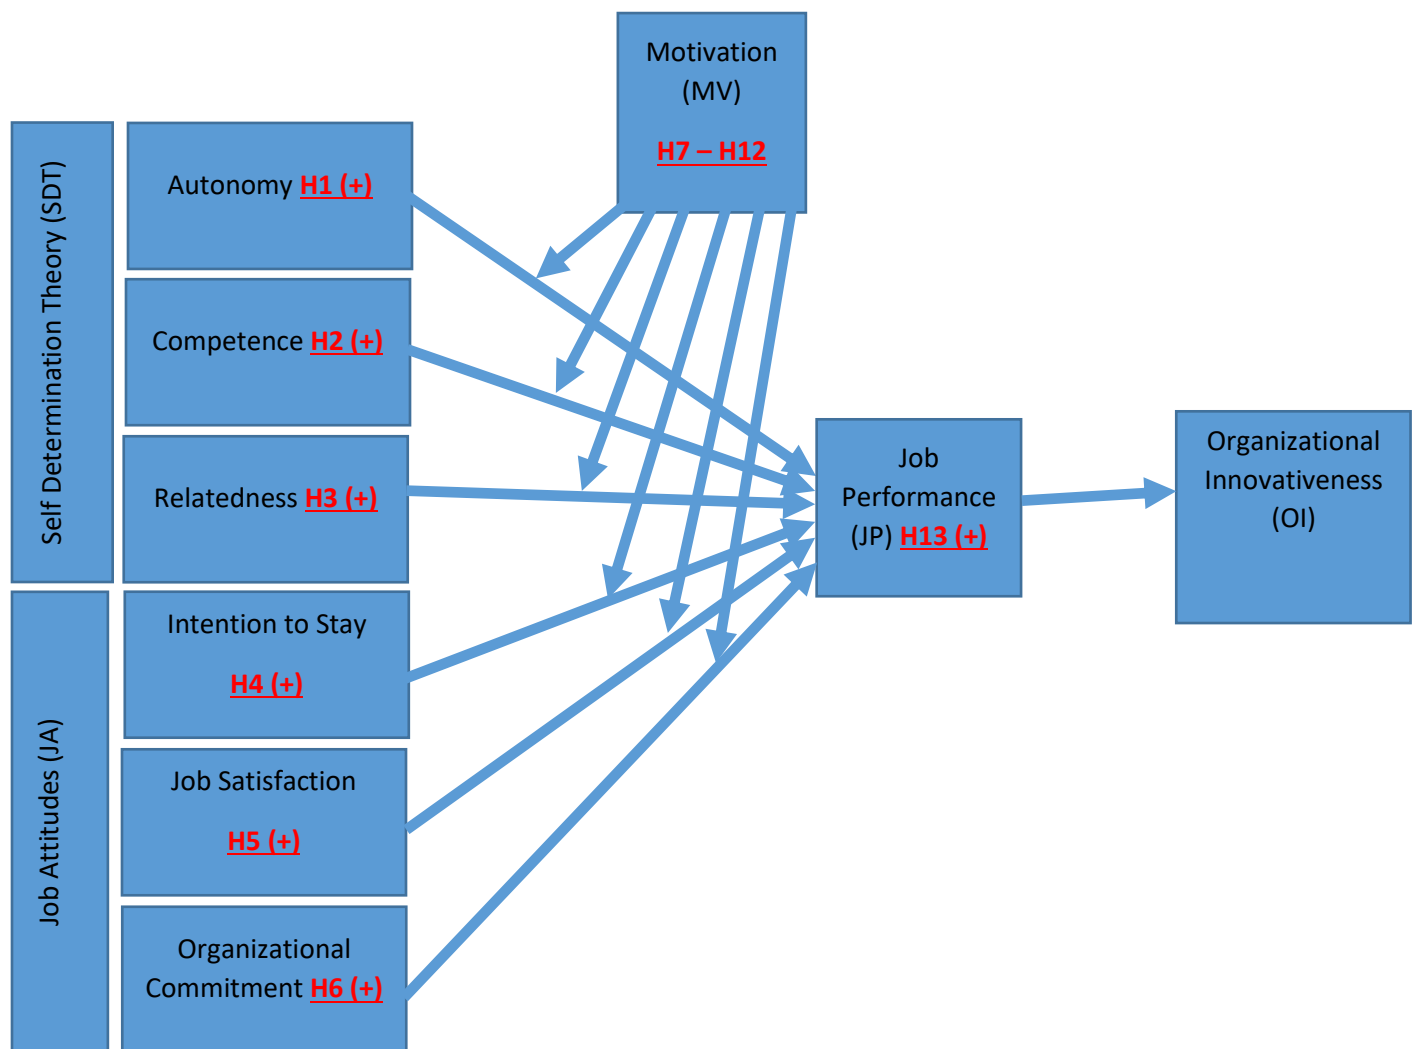 Motivation
(MV)
H7 – H12
Self Determination Theory (SDT)
Autonomy H1 (+)
Competence H2 (+)
Relatedness H3 (+)
Job Attitudes (JA)
Intention to Stay
H4 (+)
Job Satisfaction
H5 (+)
Organizational
Commitment H6 (+)
Job
Performance
(JP) H13 (+)
Organizational
Innovativeness
(OI)